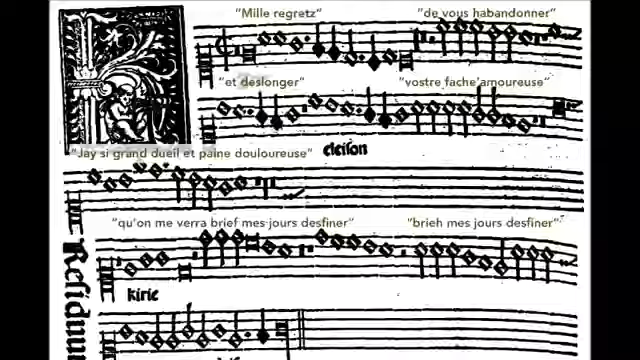 "Mille regretz" "de vous habandonner"
"et deslonger" "vostre fache amoureuse"
eleison
"Jay si grand dueil et paine douloureuse"
"qu'on me verra brief mes jours desfiner" "brieh mes jours desfiner"
kirie
Residuum